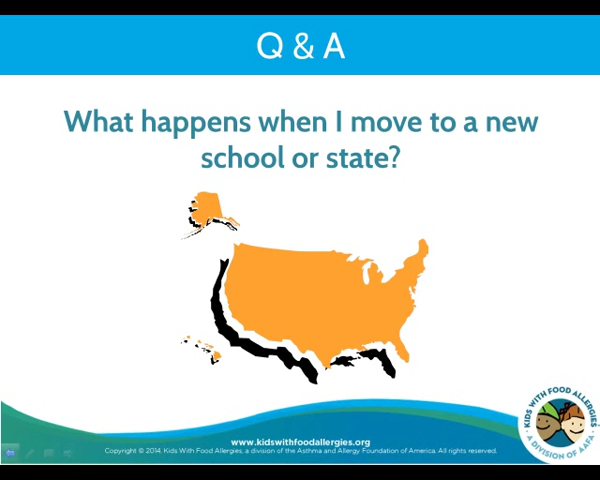 Q & A
What happens when I move to a new
school or state?
www.kidswithfoodallergies.org
Copyright © 2014. Kids With Food Allergies, a division of the Asthma and Allergy Foundation of America. All rights reserved.
KIDS WITH FOOD ALLERGIES
A DIVISION OF AAFA